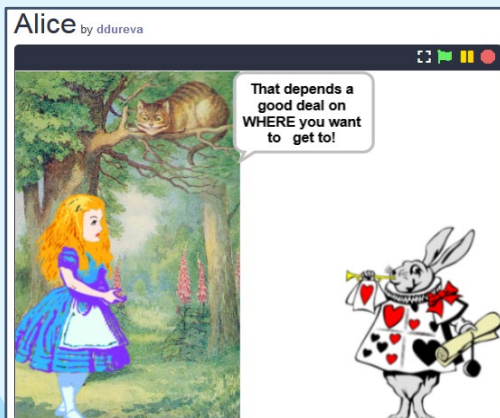 Alice by ddureva
That depends a
good deal on
WHERE you want
to get to!